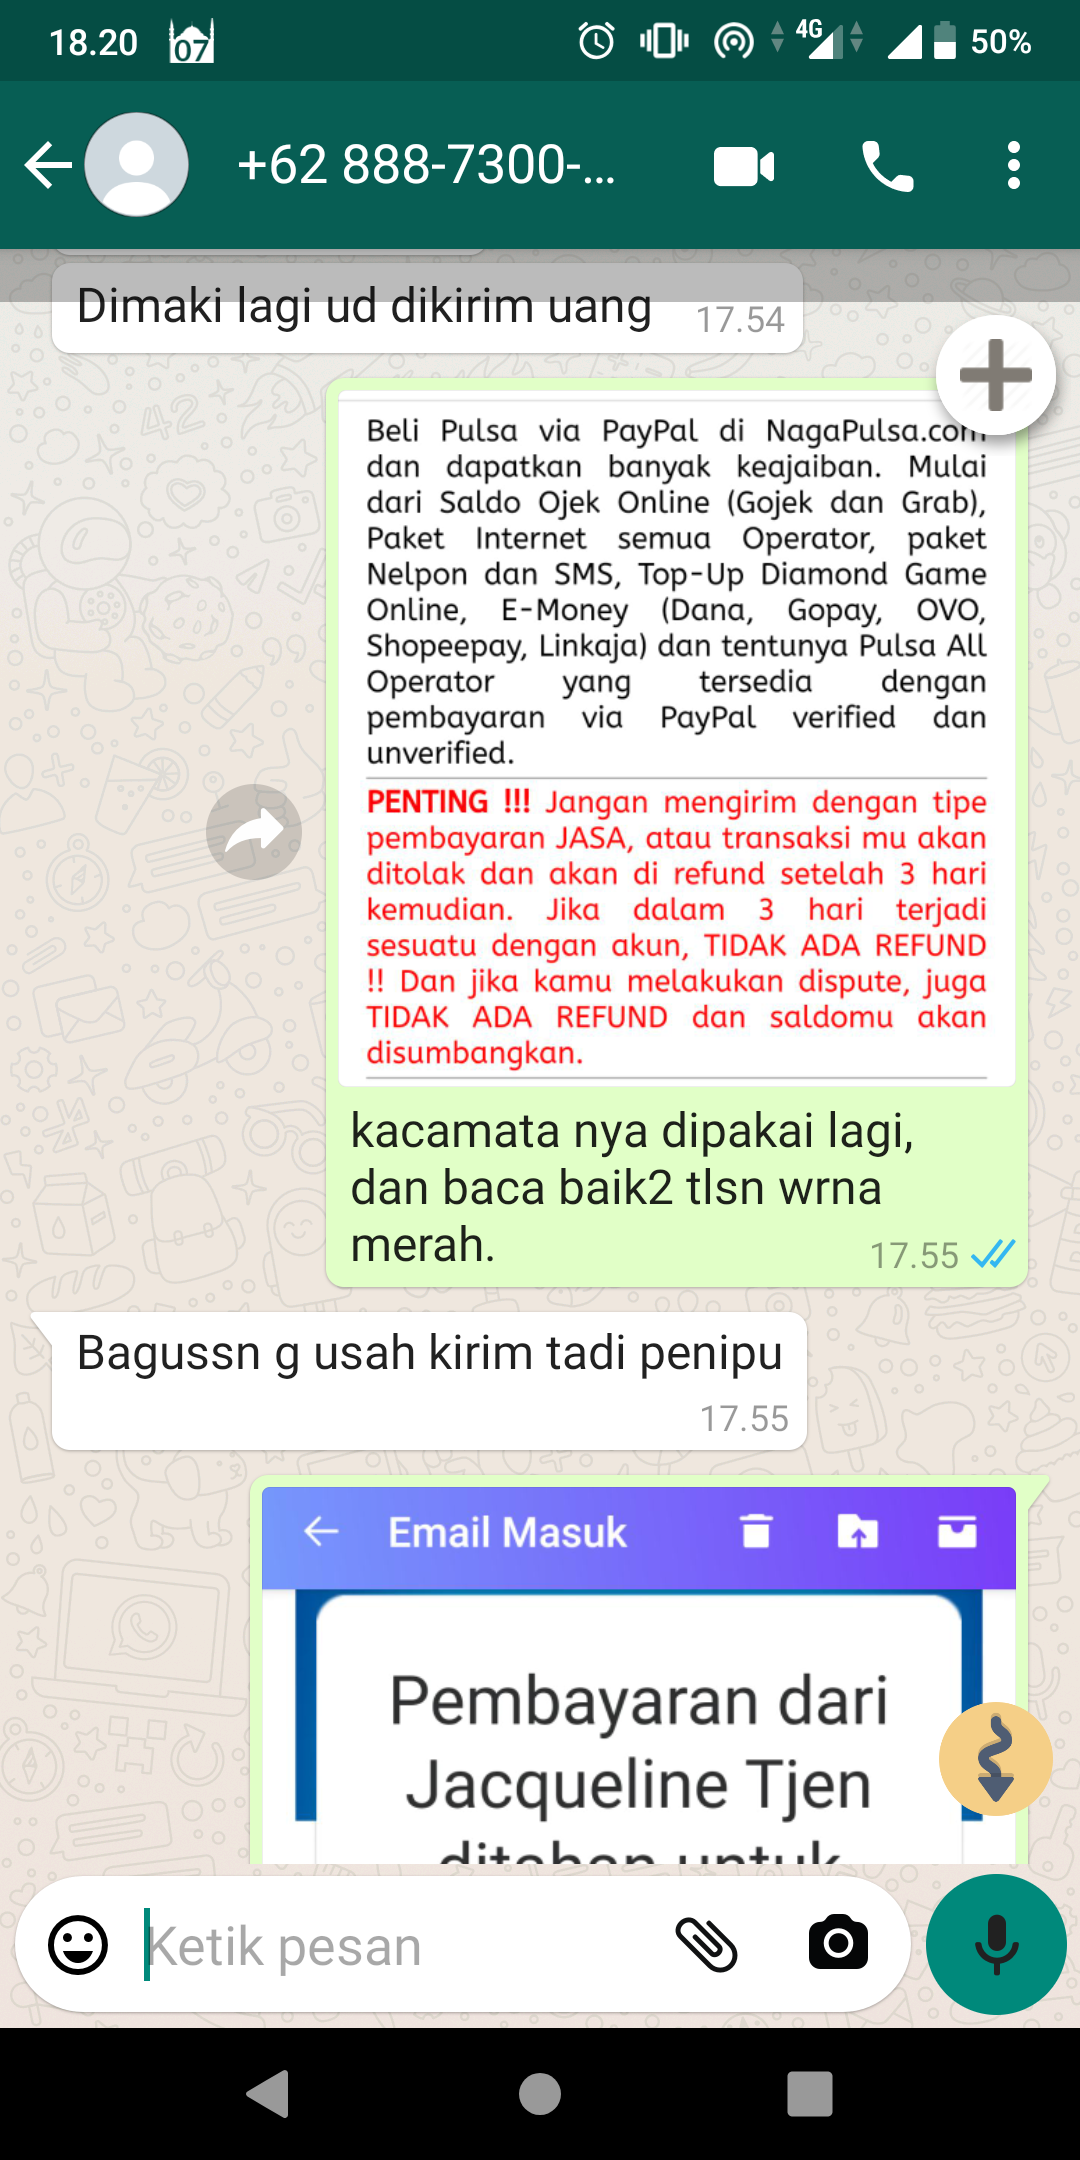 18.20
07
4G
50%
+62 888-7300-...
Dimaki lagi ud dikirim uang
17.54
Beli Pulsa via PayPal di NagaPulsa.com
dan dapatkan banyak keajaiban. Mulai
dari Saldo Ojek Online (Gojek dan Grab),
Paket Internet semua Operator, paket
Nelpon dan SMS, Top-Up Diamond Game
Online, E-Money (Dana, Gopay, OVO,
Shopeepay, Linkaja) dan tentunya Pulsa All
Operator yang tersedia dengan
pembayaran via PayPal verified dan
unverified.
PENTING !!! Jangan mengirim dengan tipe
pembayaran JASA, atau transaksi mu akan
ditolak dan akan di refund setelah 3 hari
kemudian. Jika dalam 3 hari terjadi
sesuatu dengan akun, TIDAK ADA REFUND
!! Dan jika kamu melakukan dispute, juga
TIDAK ADA REFUND dan saldomu akan
disumbangkan.
kacamata nya dipakai lagi,
dan baca baik2 tlsn wrna
merah.
17.55
Bagussn g usah kirim tadi penipu
17.55
Email Masuk
Pembayaran dari
Jacqueline Tjen
ditahan untuk
Ketik pesan